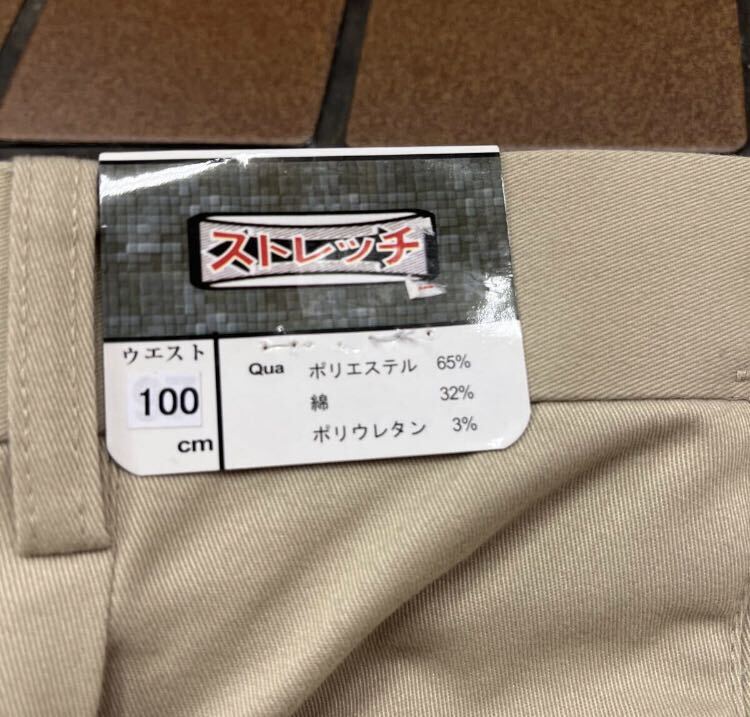 ストレッチ
ウエスト
100
cm
Qua ポリエステル 65%
綿 32%
ポリウレタン 3%